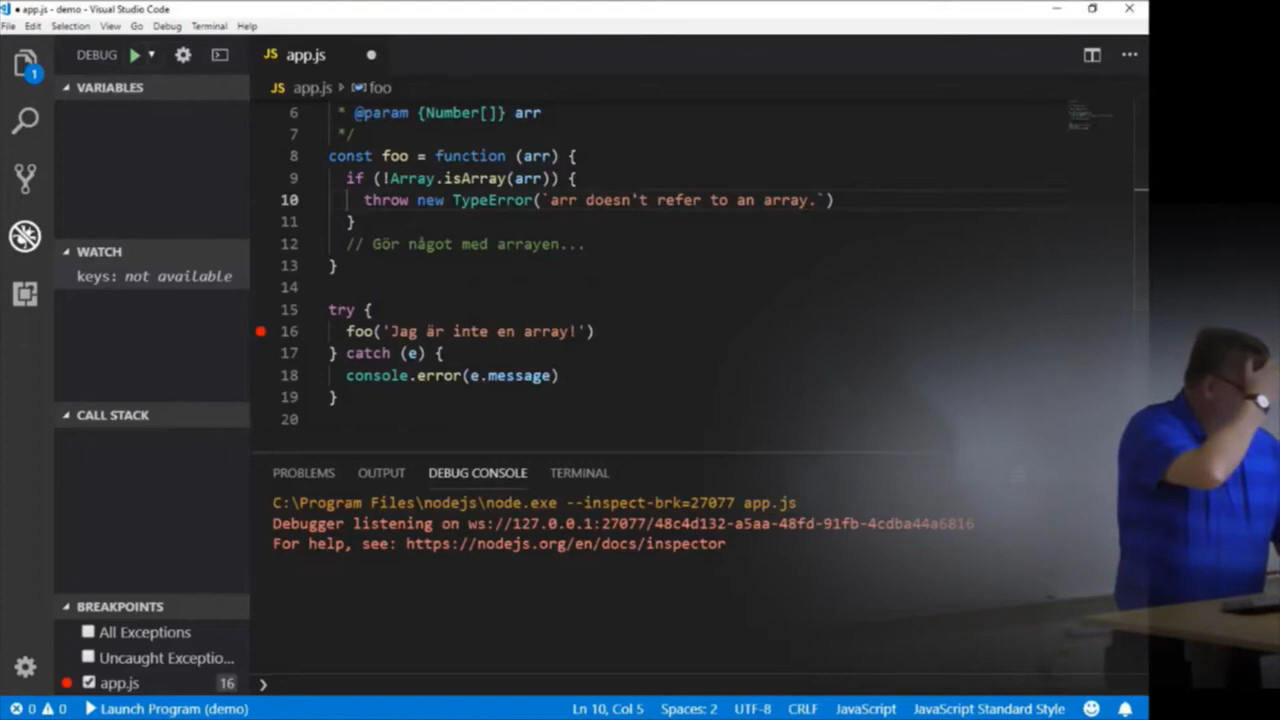 ● app.js - demo - Visual Studio Code
File Edit Selection View Go Debug Terminal Help
DEBUG
JS app.js
1
VARIABLES
JS app.js foo
6 * @param {Number[]} arr
7 */
8 const foo = function (arr) {
9 if (!Array.isArray(arr)) {
10 throw new TypeError(`arr doesn't refer to an array.`)
11 }
12 // Gör något med arrayen...
13 }
14
15 try {
16 foo('Jag är inte en array!')
17 } catch (e) {
18 console.error(e.message)
19 }
20
WATCH
keys: not available
CALL STACK
PROBLEMS OUTPUT DEBUG CONSOLE TERMINAL
C:\Program Files\nodejs\node.exe --inspect-brk=27077 app.js
Debugger listening on ws://127.0.0.1:27077/48c4d132-a5aa-48fd-91fb-4cdba44a6816
For help, see: https://nodejs.org/en/docs/inspector
BREAKPOINTS
All Exceptions
Uncaught Exceptio...
app.js 16
0 0 Launch Program (demo) Ln 10, Col 5 Spaces: 2 UTF-8 CRLF JavaScript JavaScript Standard Style